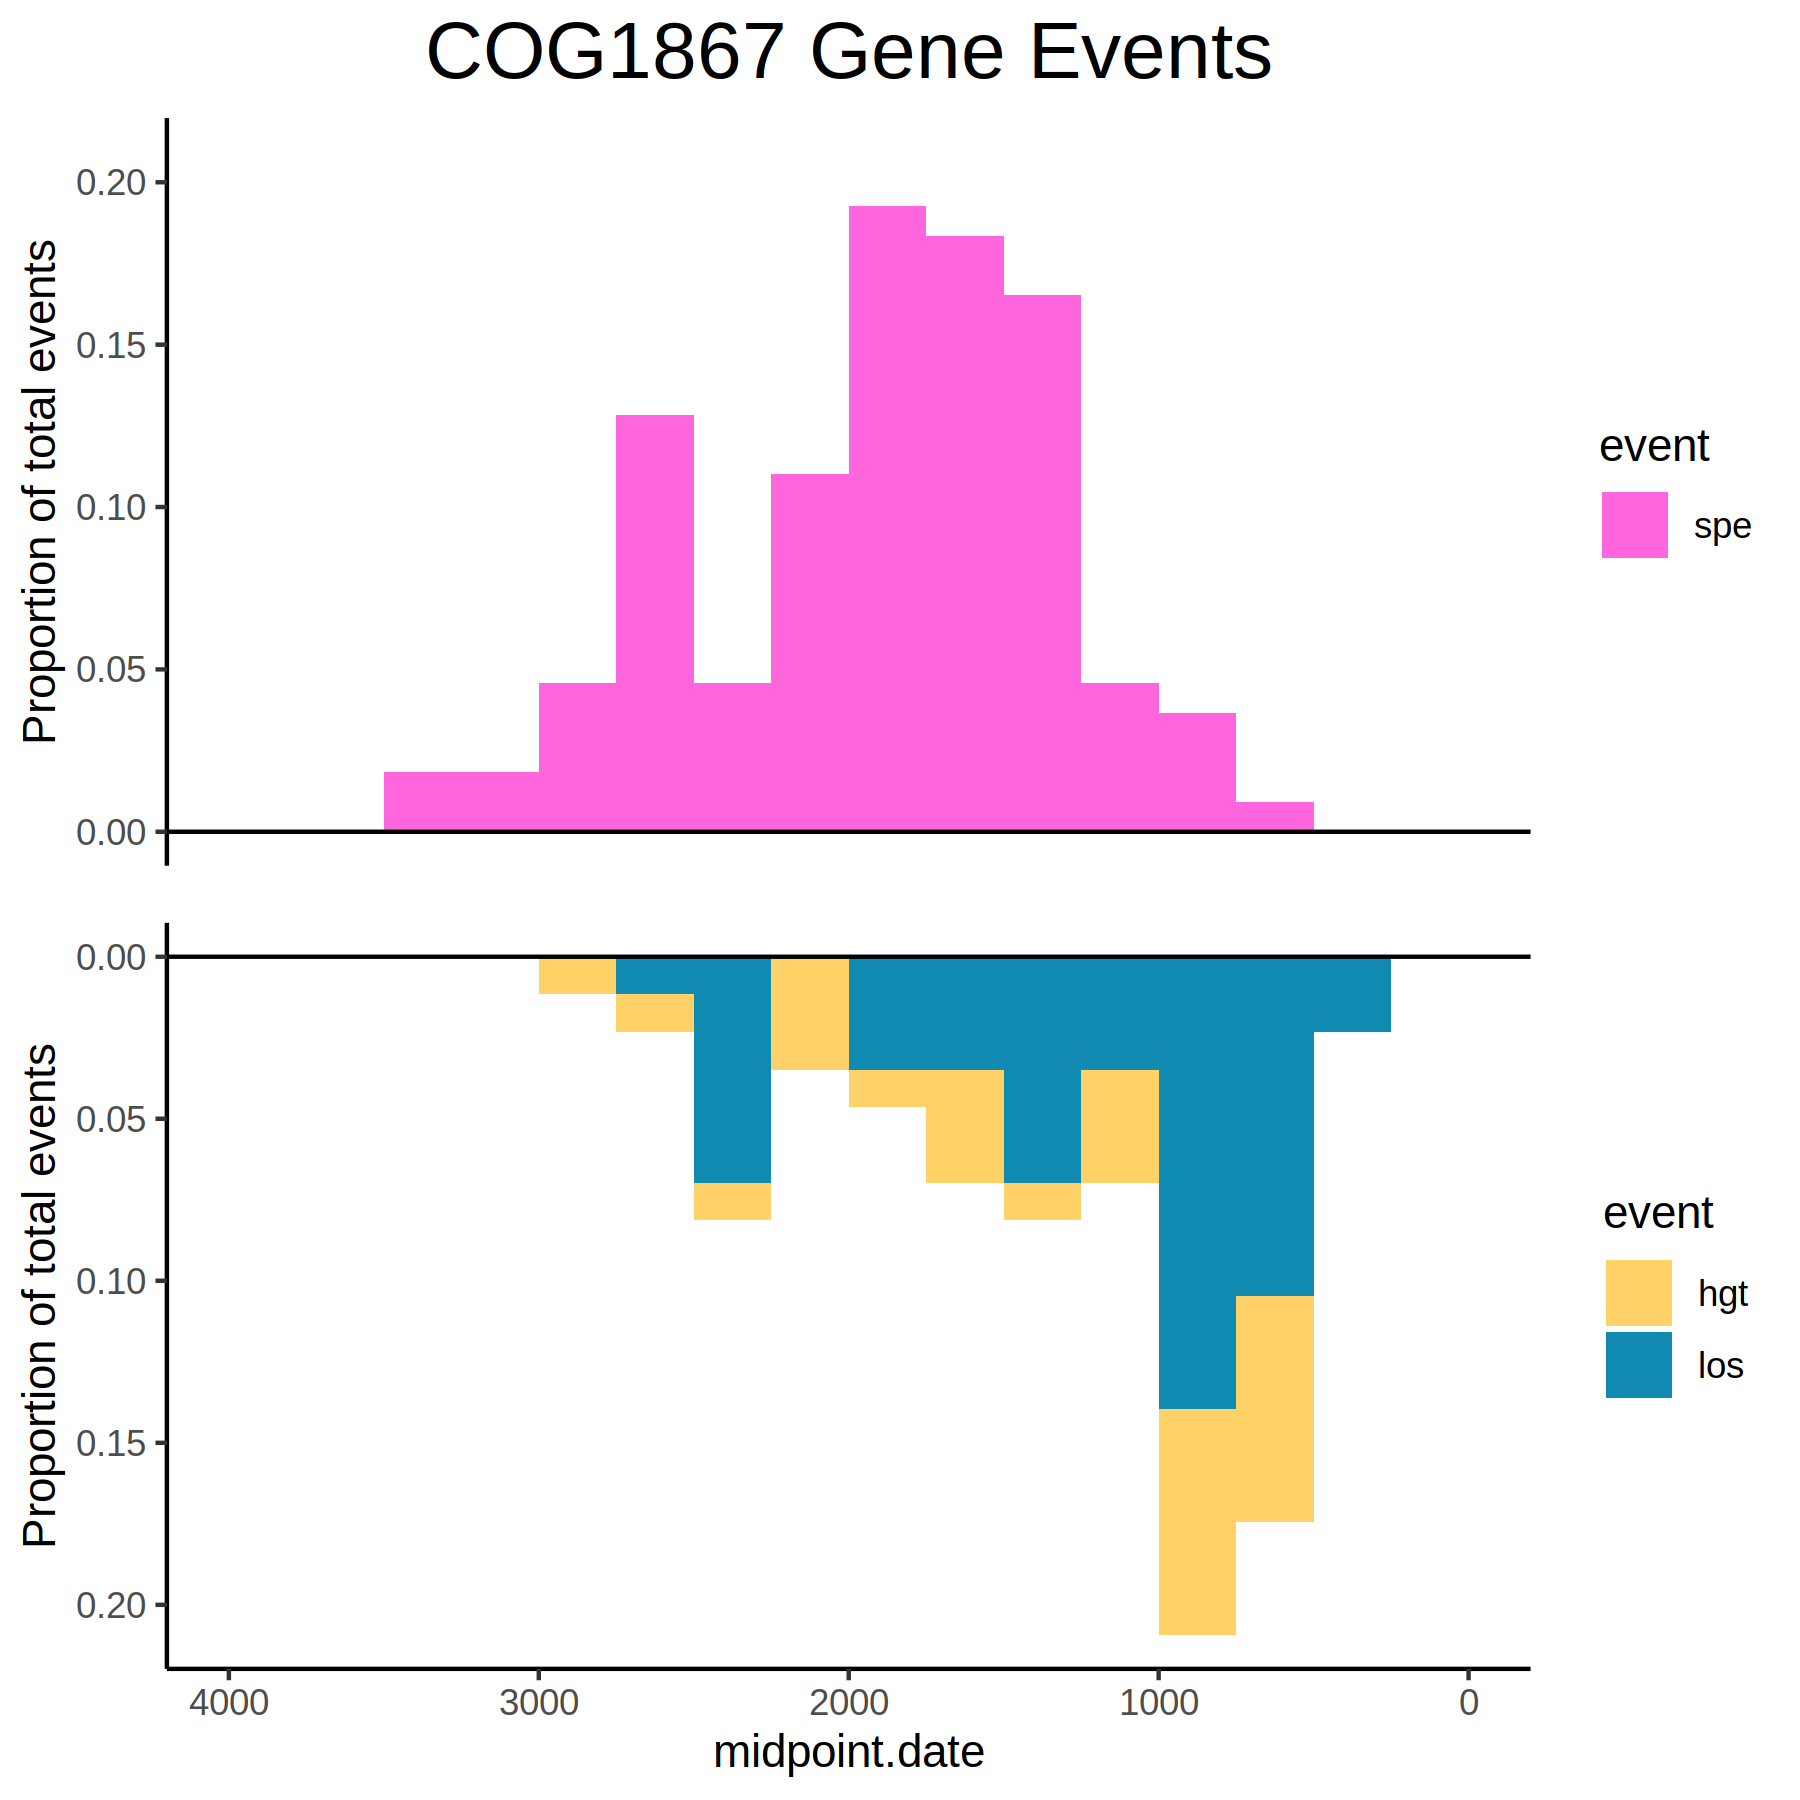 COG1867 Gene Events
Proportion of total events
0.20
0.15
0.10
0.05
0.00
event
spe
Proportion of total events
0.00
0.05
0.10
0.15
0.20
event
hgt
los
4000 3000 2000 1000 0
midpoint.date